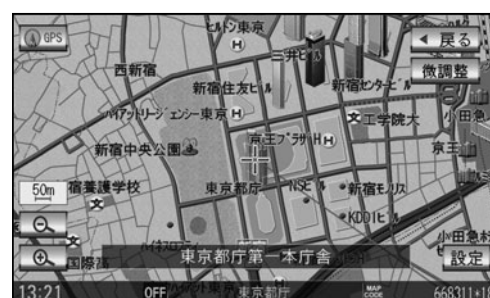 GPS
ヒルトン東京
戻る
三井ビル
西新宿
微調整
新宿住友ビル
新宿センタービル
ハイアットリージェンシー東京
工学院大
小田急
京王プラザH
新宿中央公園
京王
50m
宿養護学校
東京都庁
NSビル
新宿モノリス
KDDIビル
小田急
東京都庁第一本庁舎
国際
設定
13:21
OFF
東京都庁
MAP CODE
668311*18